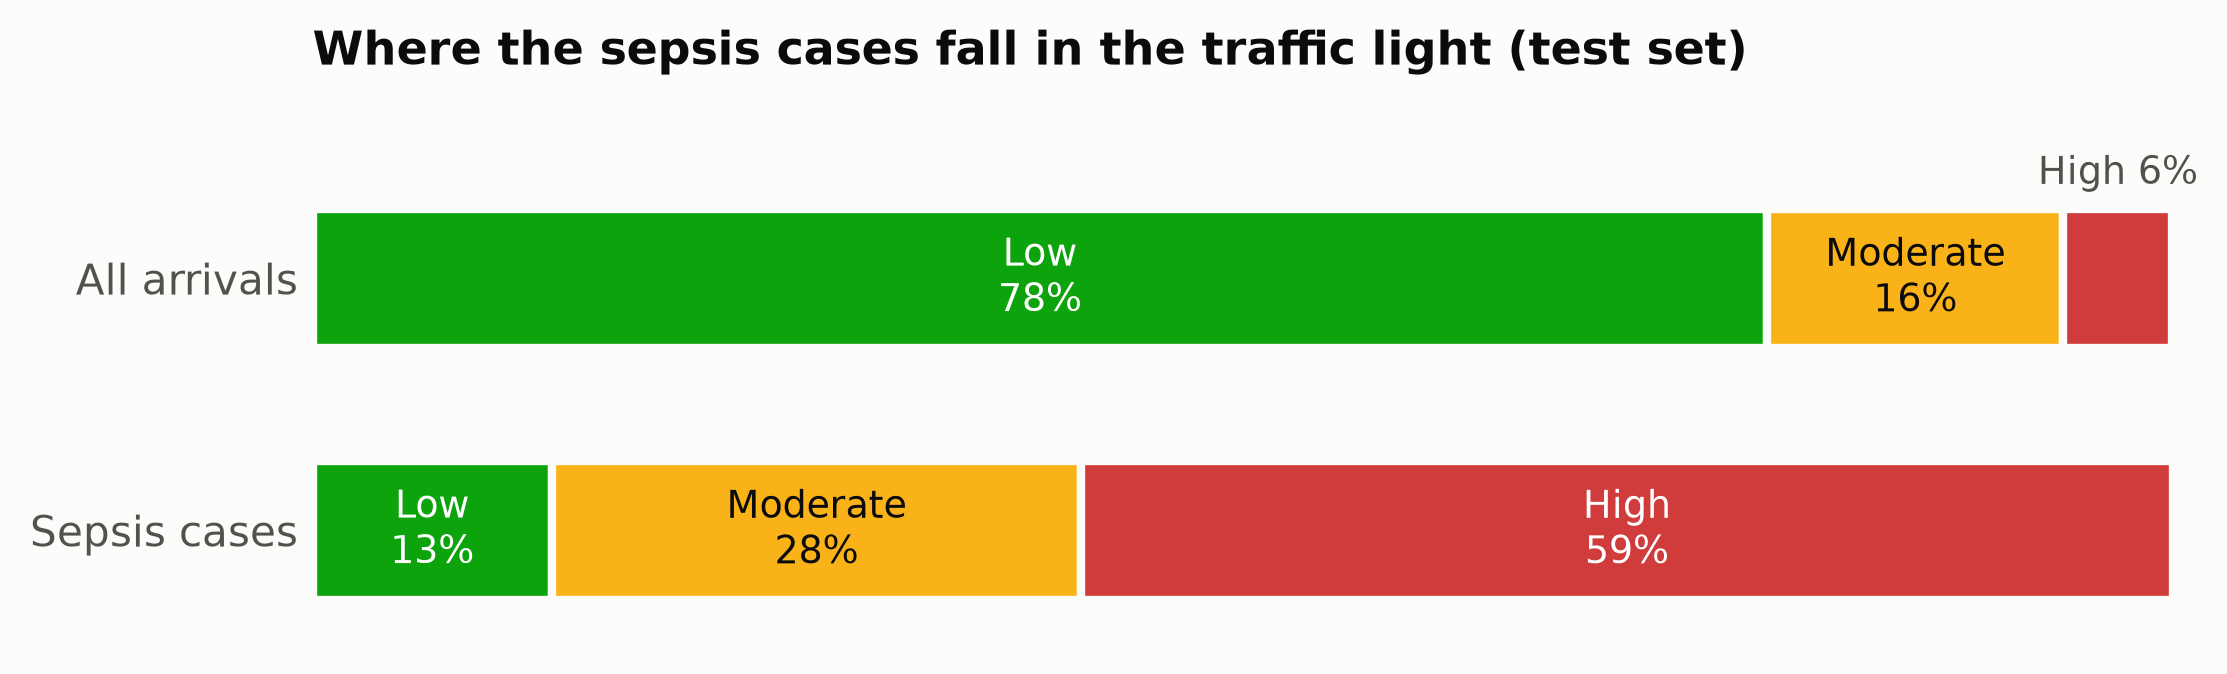 Where the sepsis cases fall in the traffic light (test set)
High 6%
All arrivals
Low
78%
Moderate
16%
Sepsis cases
Low
13%
Moderate
28%
High
59%